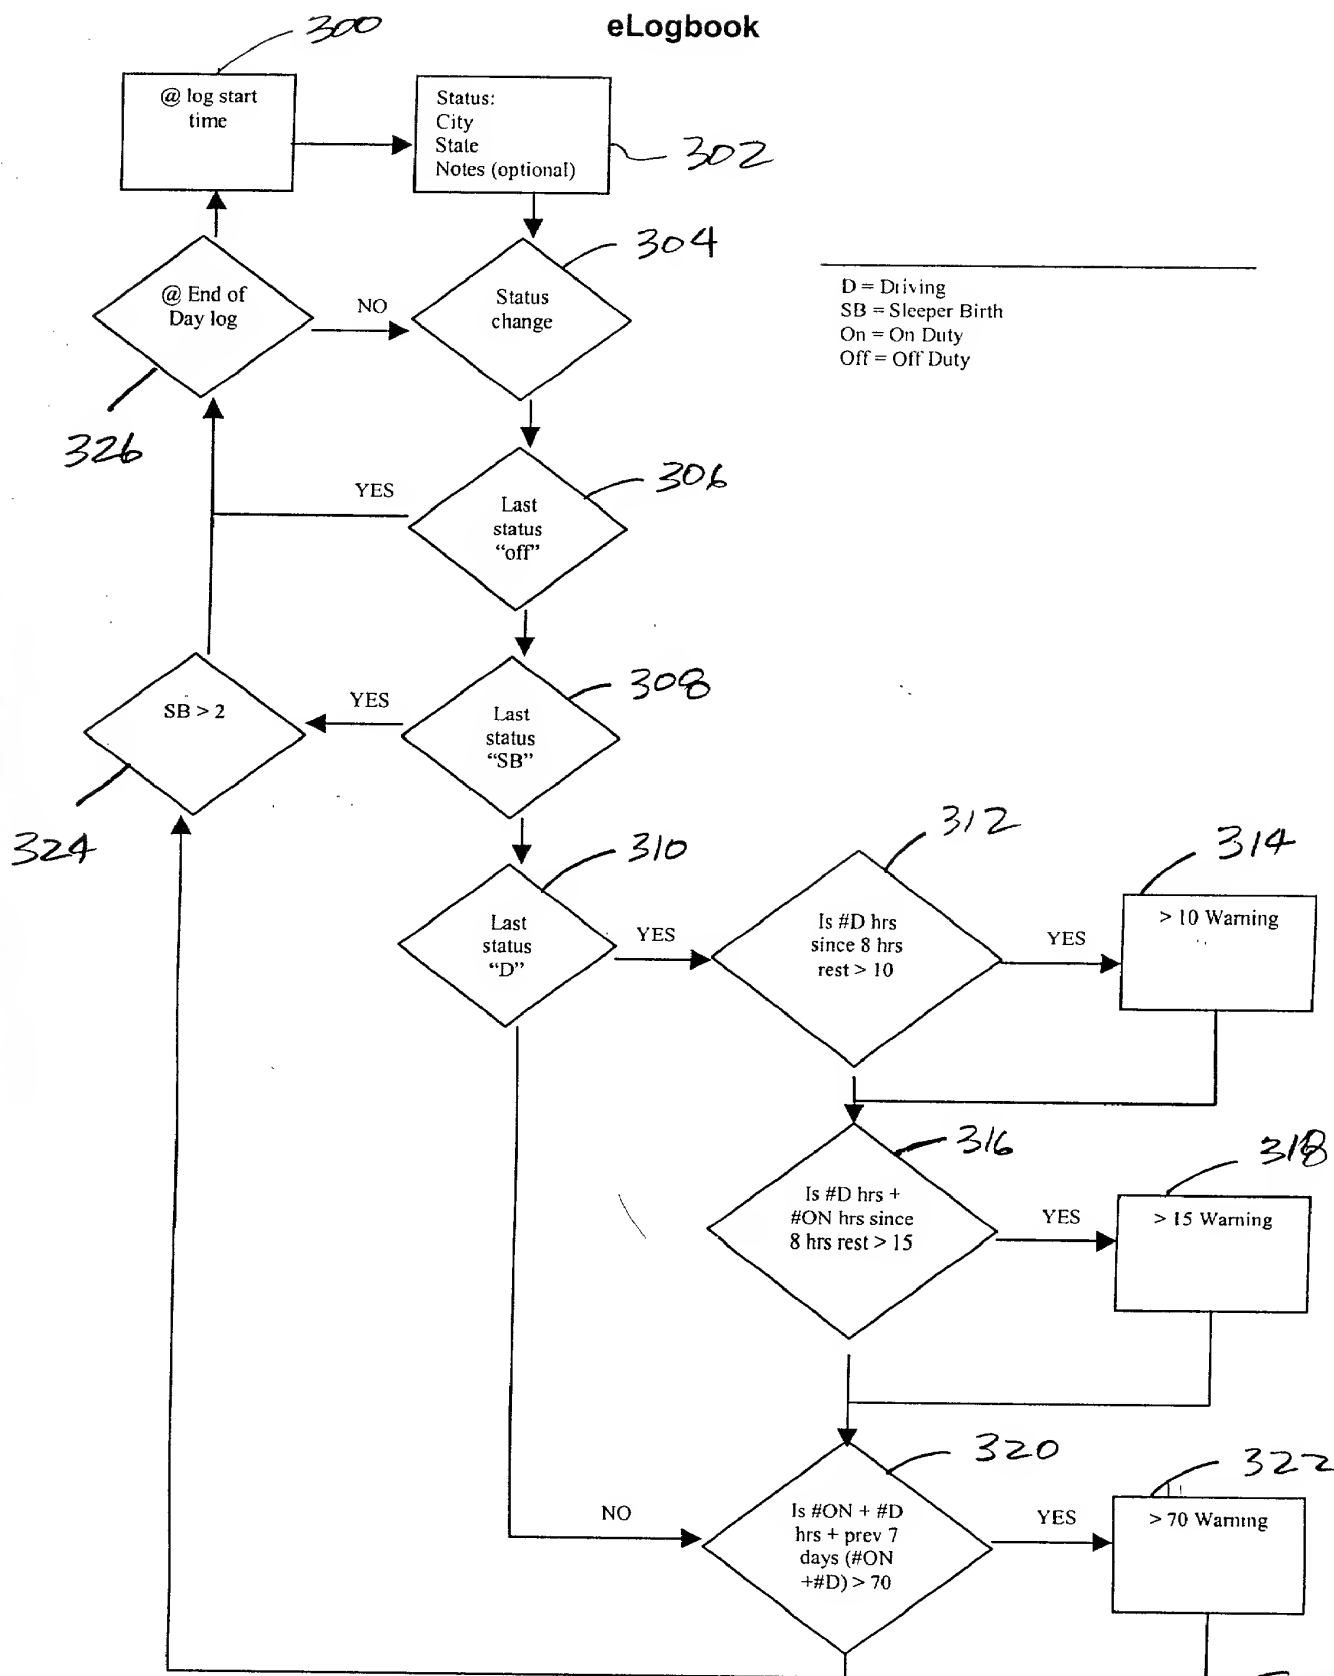 eLogbook
300
@ log start
time
Status:
City
State
Notes (optional)
302
304
@ End of
Day log
NO
Status
change
D = Driving
SB = Sleeper Birth
On = On Duty
Off = Off Duty
326
YES
Last
status
“off”
306
SB > 2
YES
Last
status
“SB”
308
324
310
Last
status
“D”
YES
312
Is #D hrs
since 8 hrs
rest > 10
YES
314
> 10 Warning
316
Is #D hrs +
#ON hrs since
8 hrs rest > 15
YES
318
> 15 Warning
320
NO
Is #ON + #D
hrs + prev 7
days (#ON
+#D) > 70
YES
322
> 70 Warning